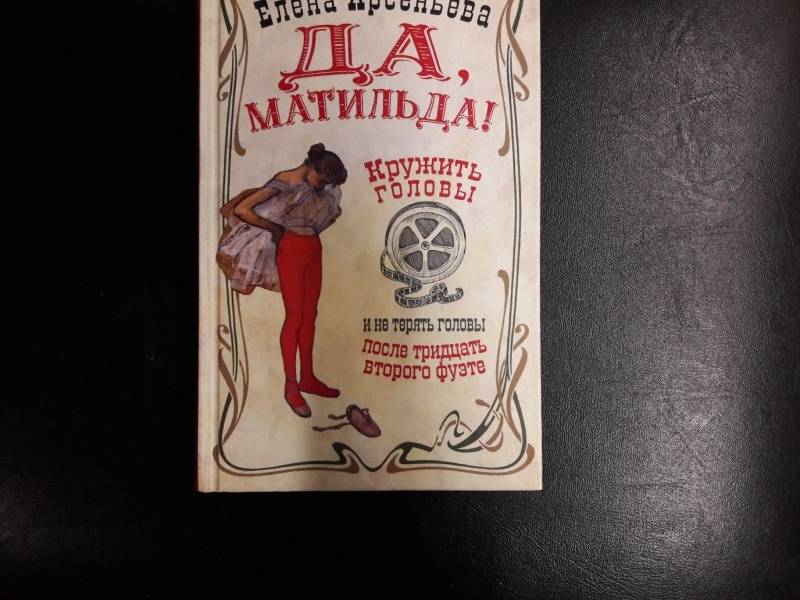 Елена Арсеньева
ДА,
МАТИЛЬДА!
Кружить
головы
и не терять головы
после тридцать
второго фуэте